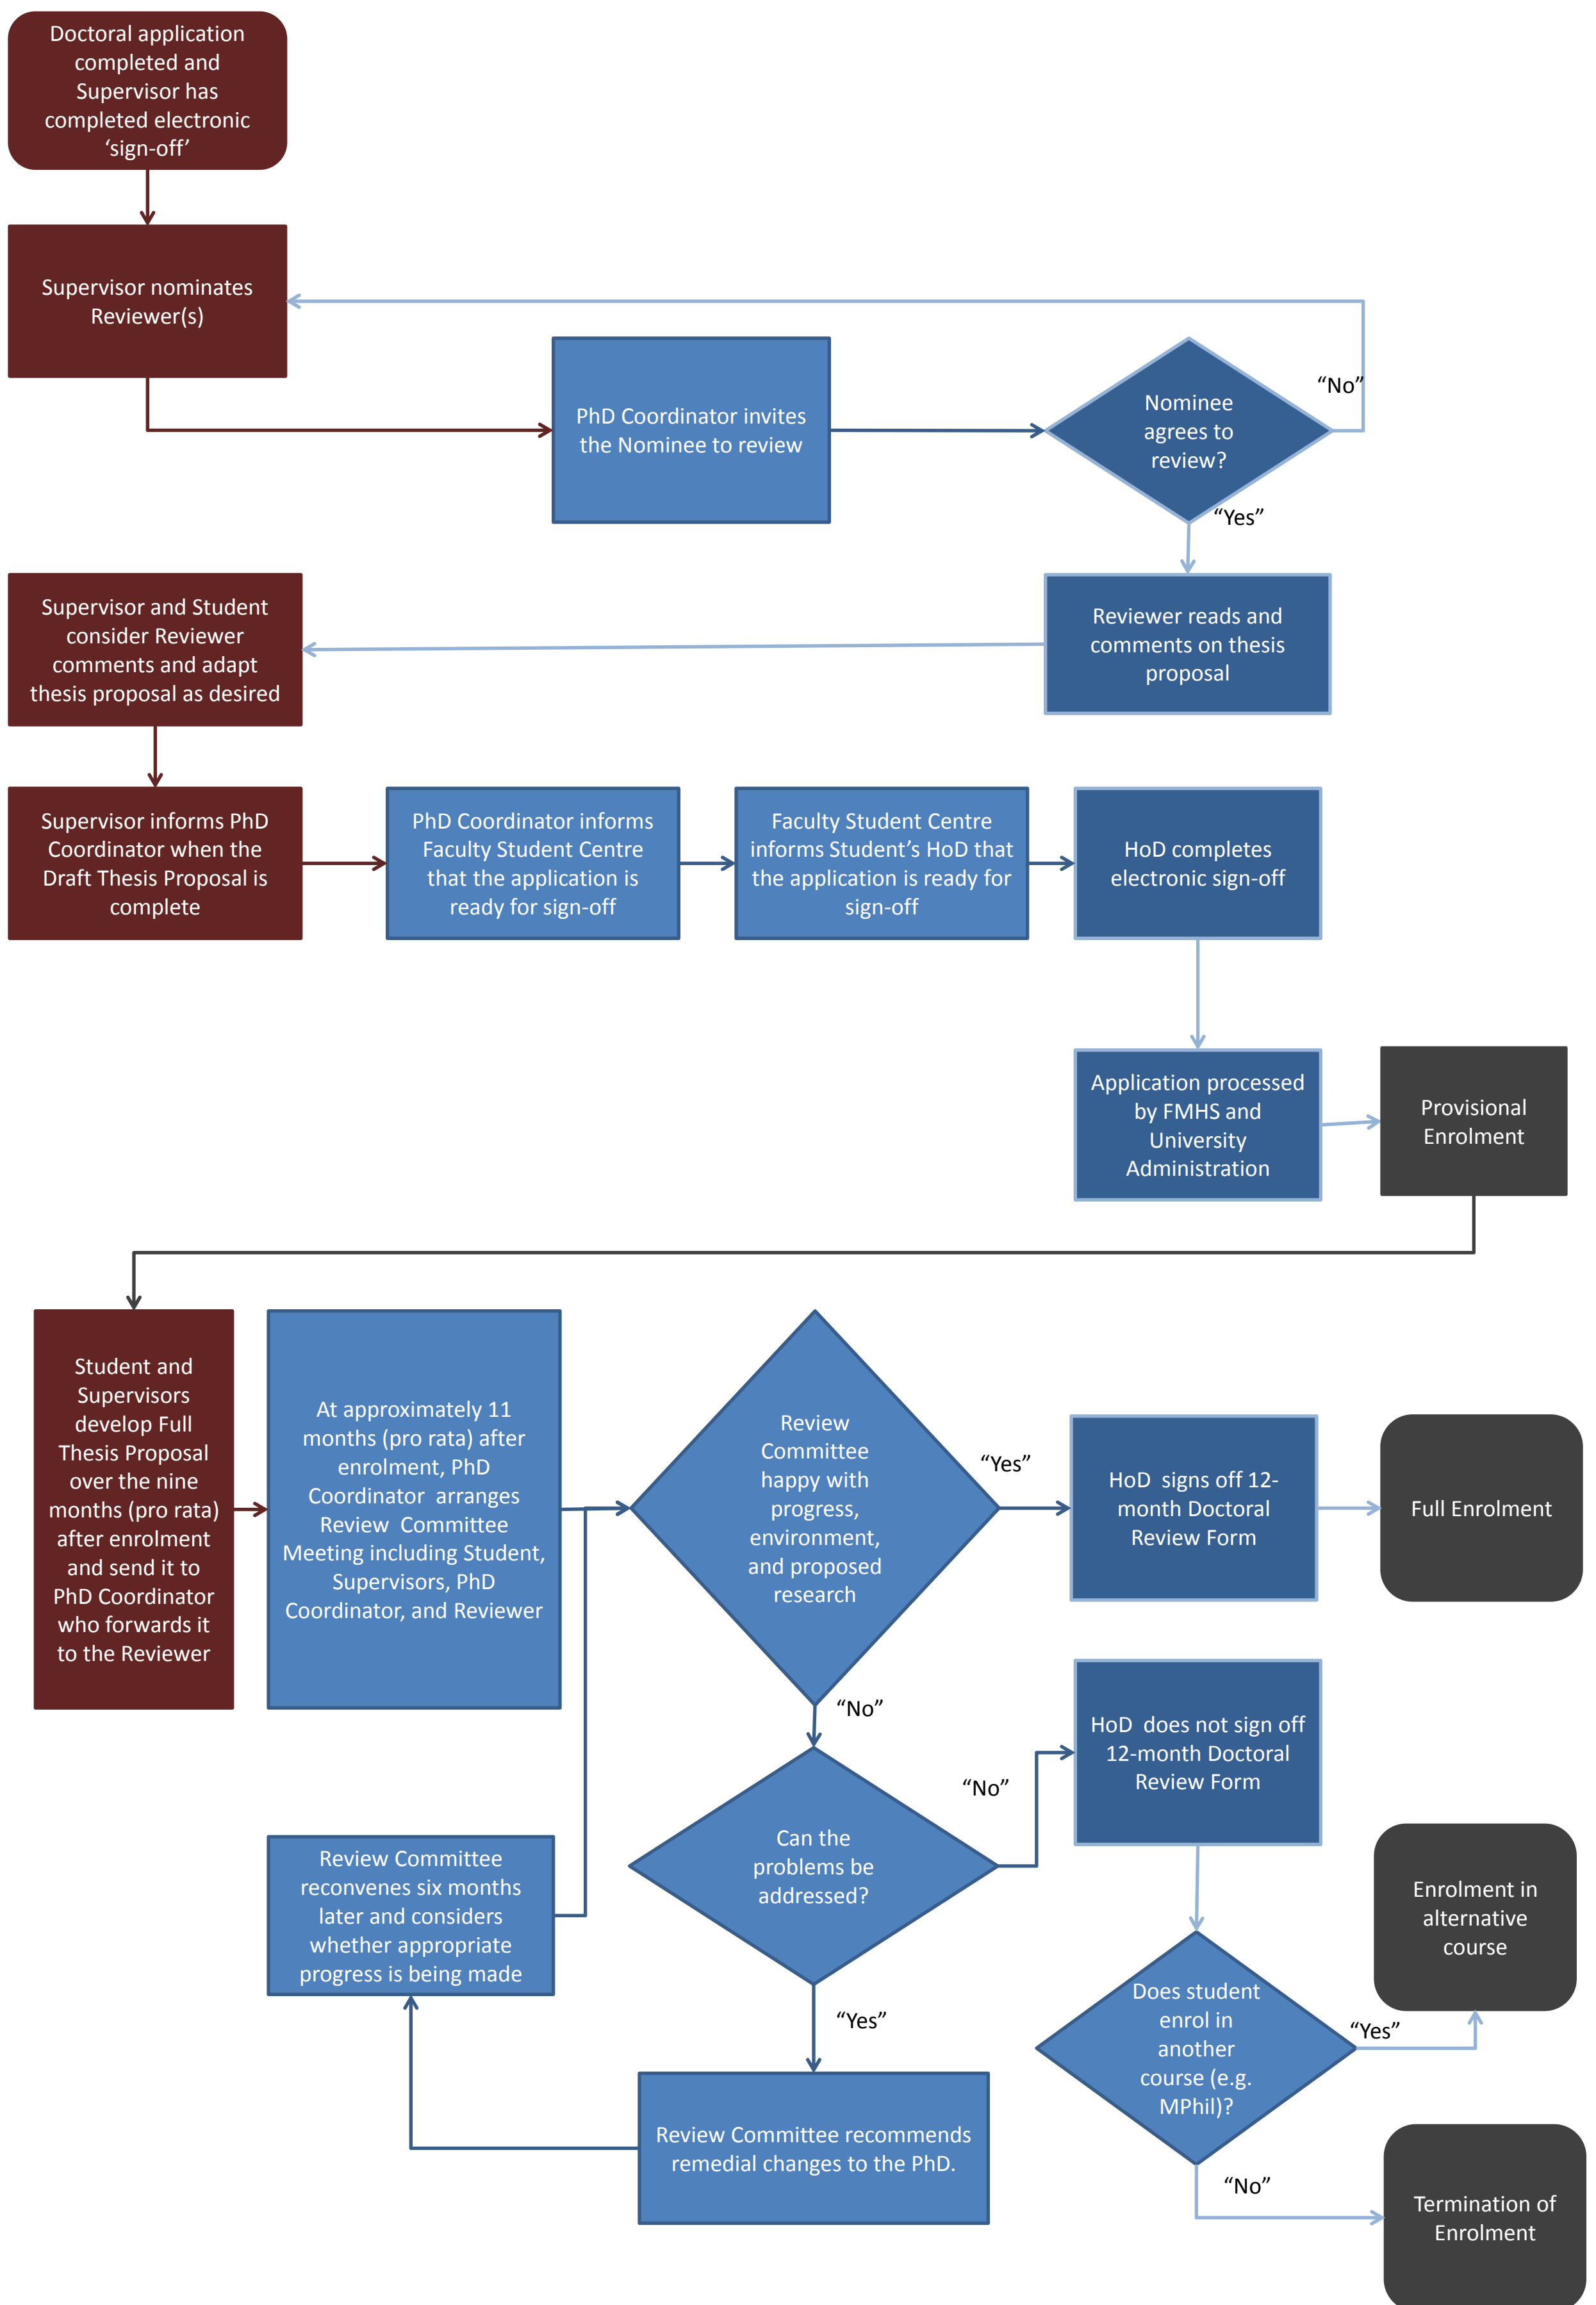 Doctoral application
completed and
Supervisor has
completed electronic
‘sign-off’
Supervisor nominates
Reviewer(s)
PhD Coordinator invites
the Nominee to review
Nominee
agrees to
review?
“No”
“Yes”
Reviewer reads and
comments on thesis
proposal
Supervisor and Student
consider Reviewer
comments and adapt
thesis proposal as desired
Supervisor informs PhD
Coordinator when the
Draft Thesis Proposal is
complete
PhD Coordinator informs
Faculty Student Centre
that the application is
ready for sign-off
Faculty Student Centre
informs Student’s HoD that
the application is ready for
sign-off
HoD completes
electronic sign-off
Application processed
by FMHS and
University
Administration
Provisional
Enrolment
Student and
Supervisors
develop Full
Thesis Proposal
over the nine
months (pro rata)
after enrolment
and send it to
PhD Coordinator
who forwards it
to the Reviewer
At approximately 11
months (pro rata) after
enrolment, PhD
Coordinator arranges
Review Committee
Meeting including Student,
Supervisors, PhD
Coordinator, and Reviewer
Review
Committee
happy with
progress,
environment,
and proposed
research
“Yes”
HoD signs off 12-
month Doctoral
Review Form
Full Enrolment
“No”
Can the
problems be
addressed?
“No”
HoD does not sign off
12-month Doctoral
Review Form
Review Committee
reconvenes six months
later and considers
whether appropriate
progress is being made
“Yes”
Review Committee recommends
remedial changes to the PhD.
Does student
enrol in
another
course (e.g.
MPhil)?
“Yes”
Enrolment in
alternative
course
“No”
Termination of
Enrolment